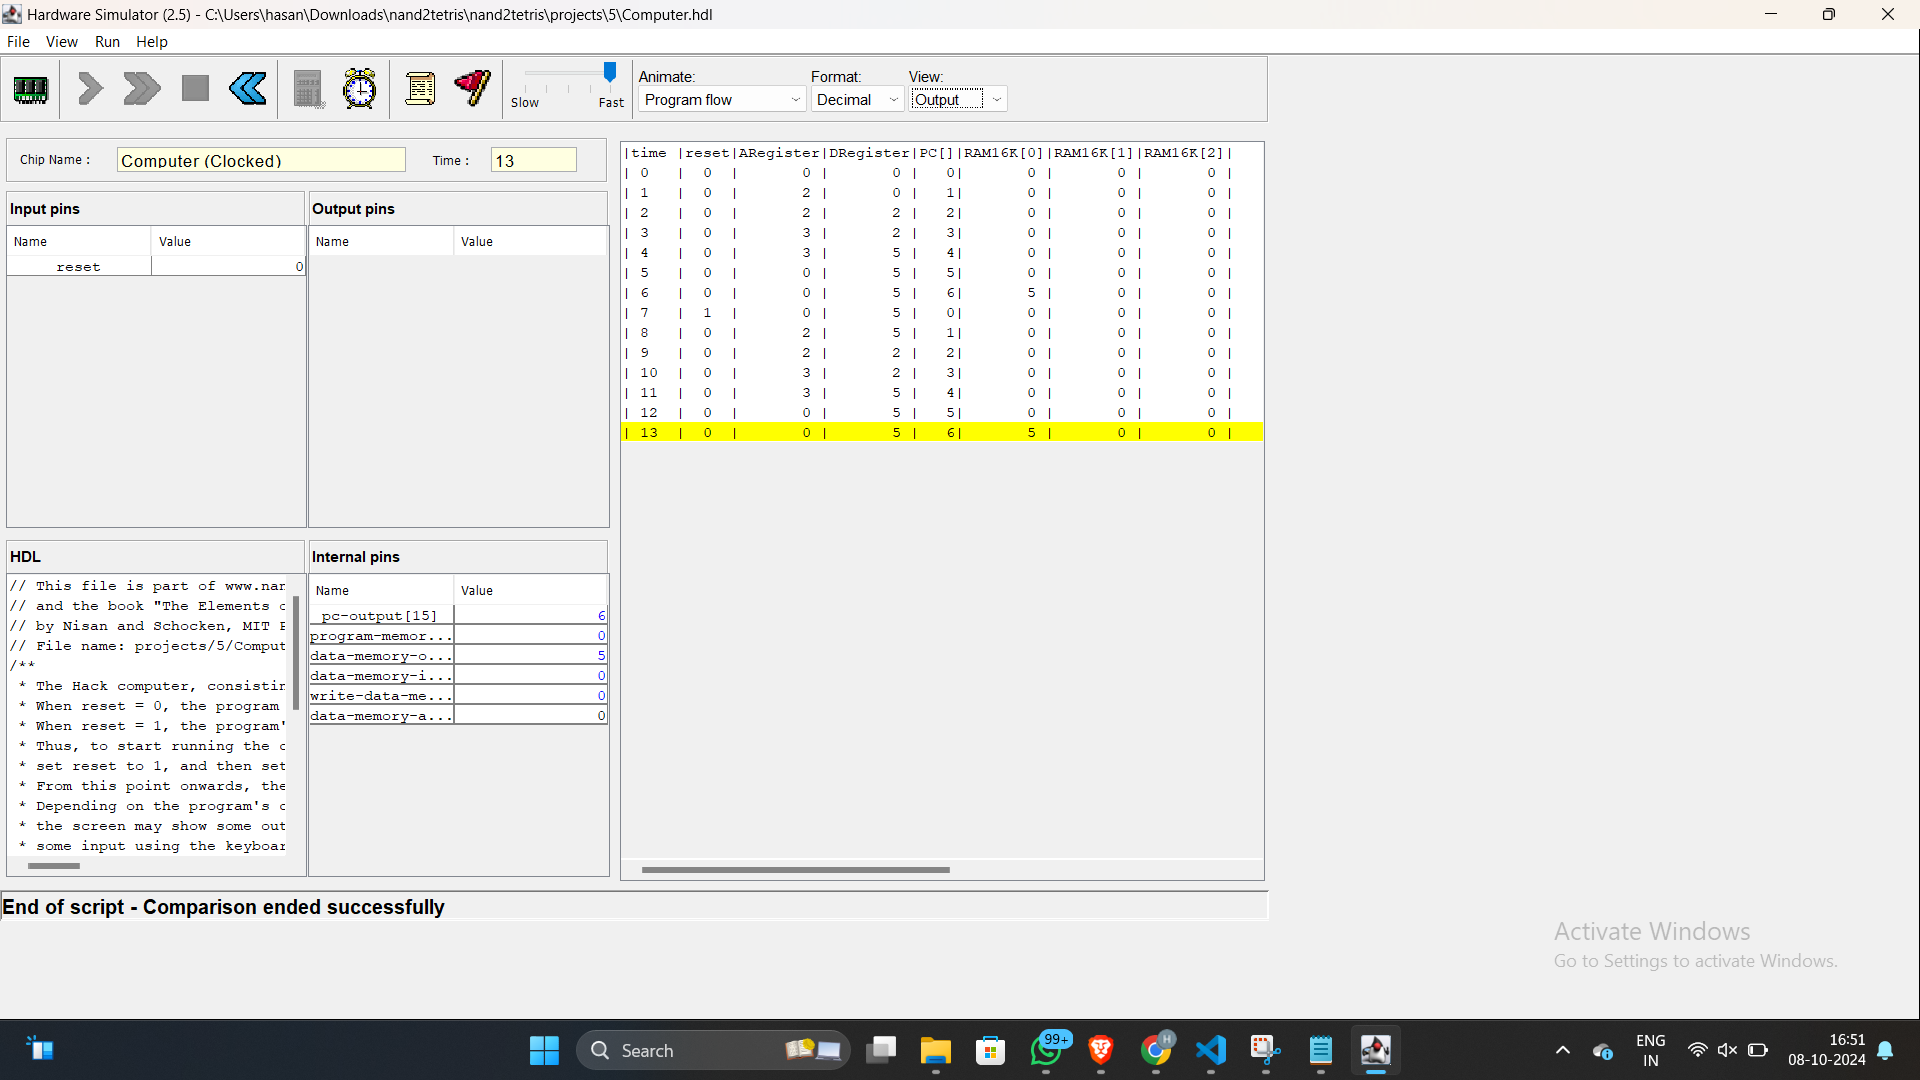 Hardware Simulator (2.5) - C:\Users\hasan\Downloads\nand2tetris\nand2tetris\projects\5\Computer.hdl
File View Run Help
Slow Fast
Animate: Format: View:
Program flow Decimal Output
Chip Name : Computer (Clocked) Time : 13
Input pins
Name Value
reset 0
Output pins
Name Value
|time |reset|ARegister|DRegister|PC[]|RAM16K[0]|RAM16K[1]|RAM16K[2]|
| 0 | 0 | 0 | 0 | 0| 0 | 0 | 0 |
| 1 | 0 | 2 | 0 | 1| 0 | 0 | 0 |
| 2 | 0 | 2 | 2 | 2| 0 | 0 | 0 |
| 3 | 0 | 3 | 2 | 3| 0 | 0 | 0 |
| 4 | 0 | 3 | 5 | 4| 0 | 0 | 0 |
| 5 | 0 | 0 | 5 | 5| 0 | 0 | 0 |
| 6 | 0 | 0 | 5 | 6| 5 | 0 | 0 |
| 7 | 1 | 0 | 5 | 0| 0 | 0 | 0 |
| 8 | 0 | 2 | 5 | 1| 0 | 0 | 0 |
| 9 | 0 | 2 | 2 | 2| 0 | 0 | 0 |
| 10 | 0 | 3 | 2 | 3| 0 | 0 | 0 |
| 11 | 0 | 3 | 5 | 4| 0 | 0 | 0 |
| 12 | 0 | 0 | 5 | 5| 0 | 0 | 0 |
| 13 | 0 | 0 | 5 | 6| 5 | 0 | 0 |
HDL
// This file is part of www.nar
// and the book "The Elements c
// by Nisan and Schocken, MIT P
// File name: projects/5/Comput
/**
* The Hack computer, consistin
* When reset = 0, the program
* When reset = 1, the program'
* Thus, to start running the c
* set reset to 1, and then set
* From this point onwards, the
* Depending on the program's c
* the screen may show some out
* some input using the keyboar
Internal pins
Name Value
pc-output[15] 6
program-memor... 0
data-memory-o... 5
data-memory-i... 0
write-data-me... 0
data-memory-a... 0
End of script - Comparison ended successfully
Activate Windows
Go to Settings to activate Windows.
Search
99+
H
ENG
IN
16:51
08-10-2024